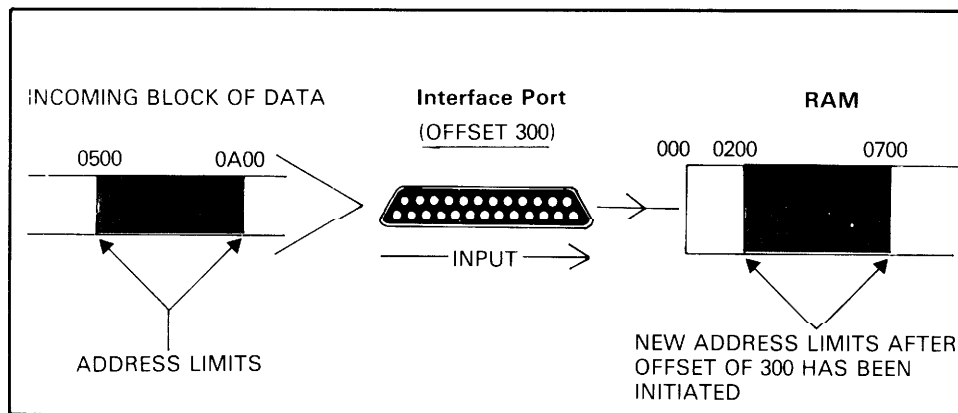 INCOMING BLOCK OF DATA
0500
0A00
ADDRESS LIMITS
Interface Port
(OFFSET 300)
INPUT
RAM
000
0200
0700
NEW ADDRESS LIMITS AFTER
OFFSET OF 300 HAS BEEN
INITIATED